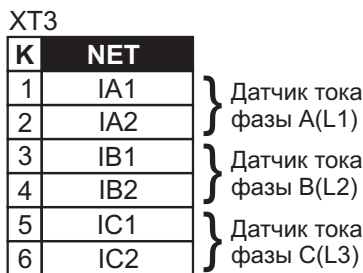 XT3
K NET
1 IA1
2 IA2
Датчик тока
фазы A(L1)
3 IB1
4 IB2
Датчик тока
фазы B(L2)
5 IC1
6 IC2
Датчик тока
фазы C(L3)